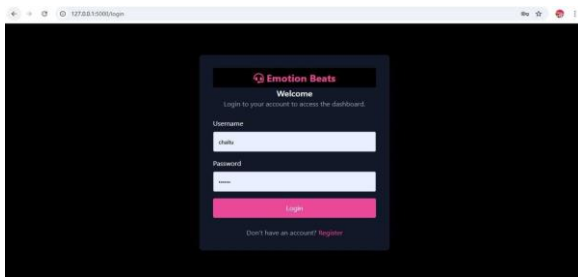 127.0.0.1:5000/login
Emotion Beats
Welcome
Login to your account to access the dashboard.
Username
challu
Password
Login
Don't have an account? Register